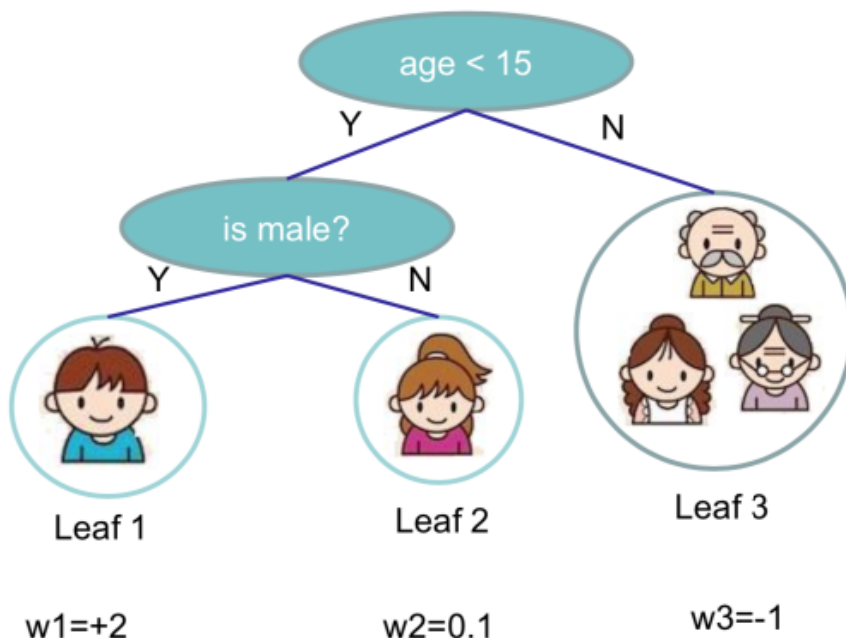 age < 15
Y
N
is male?
Y
N
Leaf 1
Leaf 2
Leaf 3
w1=+2
w2=0.1
w3=-1